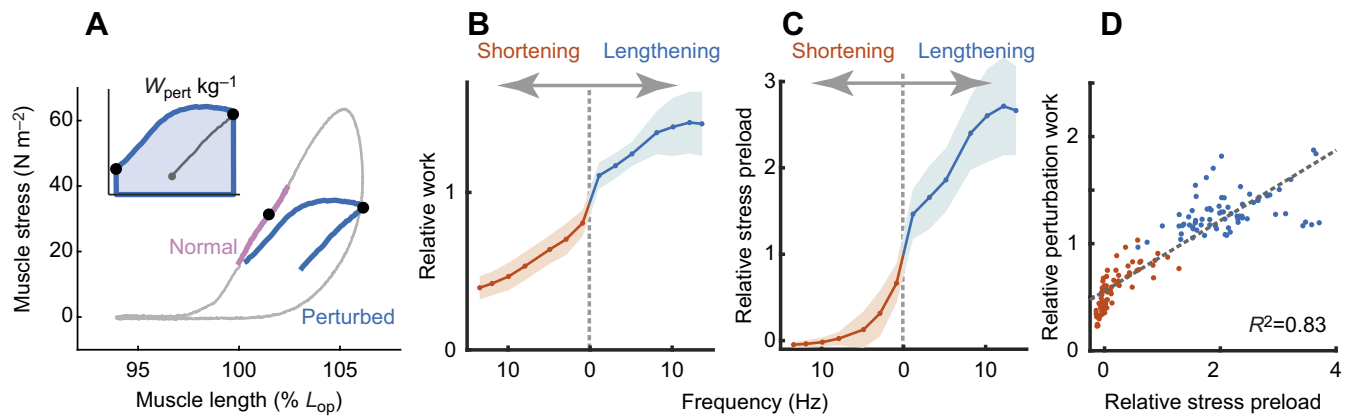 A
B
C
D
Shortening
Lengthening
Shortening
Lengthening
W_pert kg⁻¹
Muscle stress (N m⁻²)
60
40
20
0
Normal
Perturbed
95
100
105
Muscle length (% L_op)
Relative work
1
0
10
0
10
Relative stress preload
3
2
1
0
10
0
10
Frequency (Hz)
Relative perturbation work
2
1
0
R²=0.83
0
2
4
Relative stress preload